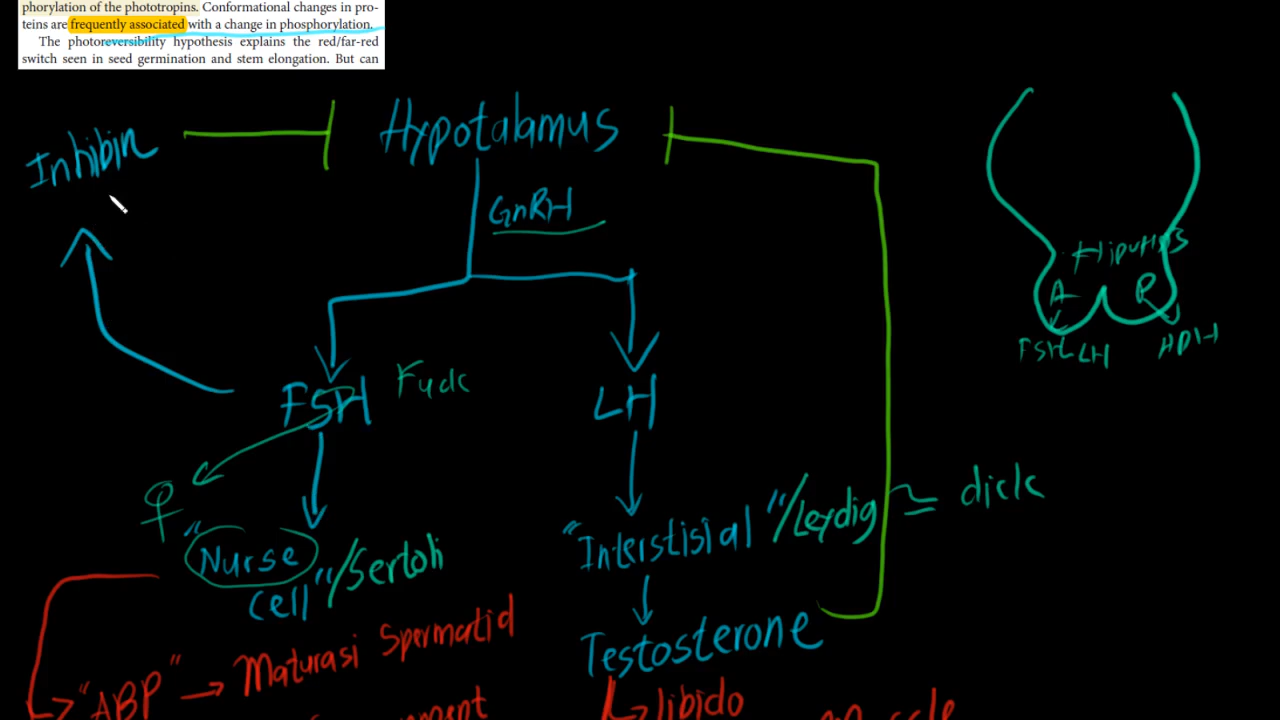 phorylation of the phototropins. Conformational changes in pro-
teins are frequently associated with a change in phosphorylation.
The photoreversibility hypothesis explains the red/far-red
switch seen in seed germination and stem elongation. But can
Inhibin
Hypotalamus
GnRH
Hipofisis
A P
FSH LH ADH
FSH Fuck LH
♀
"Nurse Cell"/Sertoli
"Interstisial"/Leydig ≃ dick
Testosterone
"ABP" → Maturasi Spermatid
libido
muscle